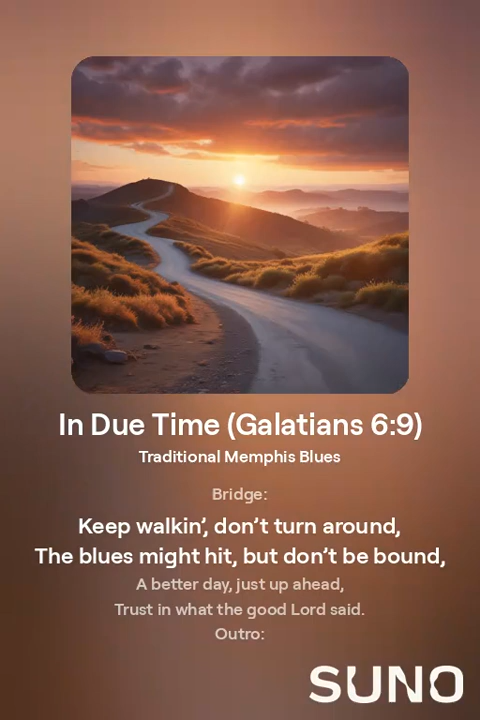 In Due Time (Galatians 6:9)
Traditional Memphis Blues
Bridge:
Keep walkin’, don’t turn around,
The blues might hit, but don’t be bound,
A better day, just up ahead,
Trust in what the good Lord said.
Outro:
SUNO